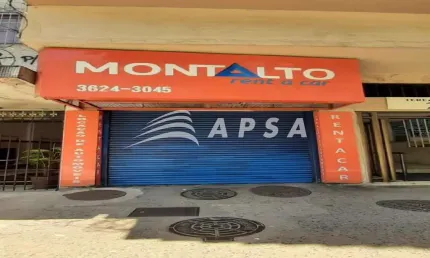 MONTALTO
rent a car
3624-3045
APSA
RENT A CAR